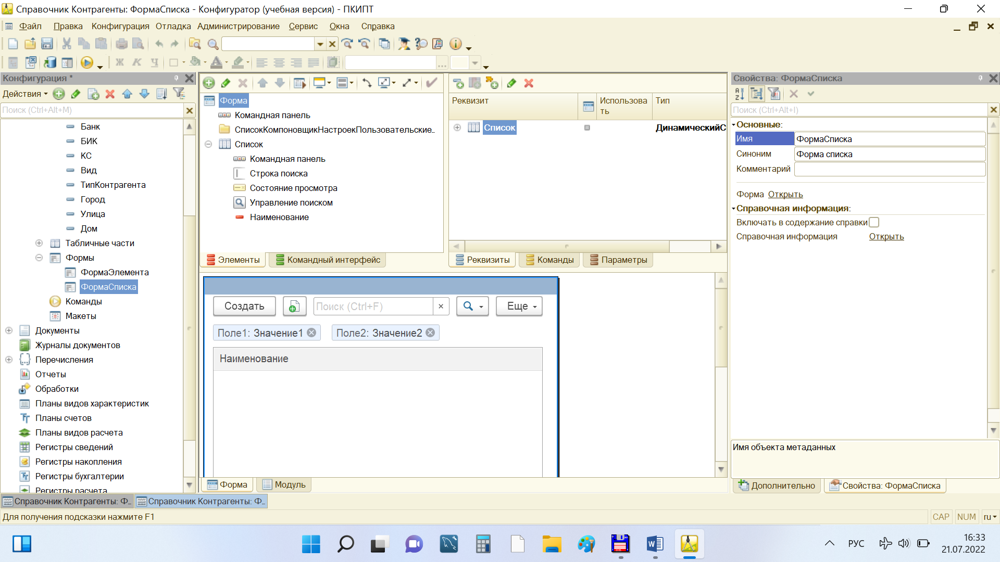 Справочник Контрагенты: ФормаСписка - Конфигуратор (учебная версия) - ПКИПТ
Файл Правка Конфигурация Отладка Администрирование Сервис Окна Справка
Ж К Ч
Конфигурация *
Действия
Поиск (Ctrl+Alt+M)
Банк
БИК
КС
Вид
ТипКонтрагента
Город
Улица
Дом
Табличные части
Формы
ФормаЭлемента
ФормаСписка
Команды
Макеты
Документы
Журналы документов
Перечисления
Отчеты
Обработки
Планы видов характеристик
Планы счетов
Планы видов расчета
Регистры сведений
Регистры накопления
Регистры бухгалтерии
Регистры расчета
Форма
Командная панель
СписокКомпоновщикНастроекПользовательские...
Список
Командная панель
Строка поиска
Состояние просмотра
Управление поиском
Наименование
Элементы Командный интерфейс
Реквизит Использова
ть Тип
Список ДинамическийС
Реквизиты Команды Параметры
Создать Поиск (Ctrl+F) × Еще
Поле1: Значение1 Поле2: Значение2
Наименование
Форма Модуль
Свойства: ФормаСписка
Поиск (Ctrl+Alt+I)
Основные:
Имя ФормаСписка
Синоним Форма списка
Комментарий
Форма Открыть
Справочная информация:
Включать в содержание справки
Справочная информация Открыть
Имя объекта метаданных
Дополнительно Свойства: ФормаСписка
Справочник Контрагенты: Ф... Справочник Контрагенты: Ф...
Для получения подсказки нажмите F1 CAP NUM ru
РУС 16:33
21.07.2022